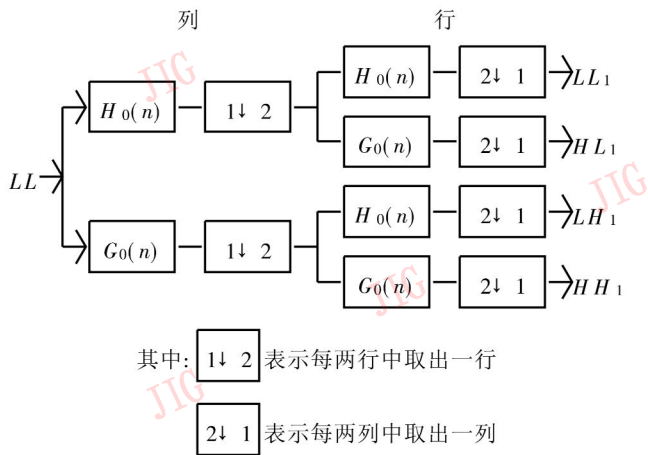 列 行
H₀(n) 2↓ 1 LL₁
H₀(n) 1↓ 2
G₀(n) 2↓ 1 HL₁
LL
H₀(n) 2↓ 1 LH₁
G₀(n) 1↓ 2
G₀(n) 2↓ 1 HH₁
其中: 1↓ 2 表示每两行中取出一行
2↓ 1 表示每两列中取出一列
JIG
JIG
JIG
JIG